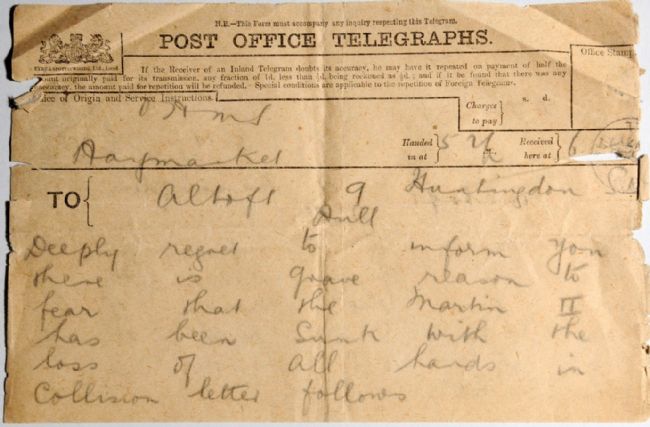 N.B.—This Form must accompany any inquiry respecting this Telegram.
POST OFFICE TELEGRAPHS.
If the Receiver of an Inland Telegram doubts its accuracy, he may have it repeated on payment of half the
amount originally paid for its transmission, any fraction of 1d. less than ½d. being reckoned as ½d.; and if it be found that there was any
inaccuracy, the amount paid for repetition will be refunded. Special conditions are applicable to the repetition of Foreign Telegrams.
Office Stamp
Office of Origin and Service Instructions.
O H M S
Haymarket
Charges to pay
s. d.
Handed in at
Received here at
TO
Altoft 9 Huntingdon
Hull
Deeply regret to inform you
there is grave reason to
fear that the Martin II
has been Sunk with the
loss of all hands in
Collision letter follows